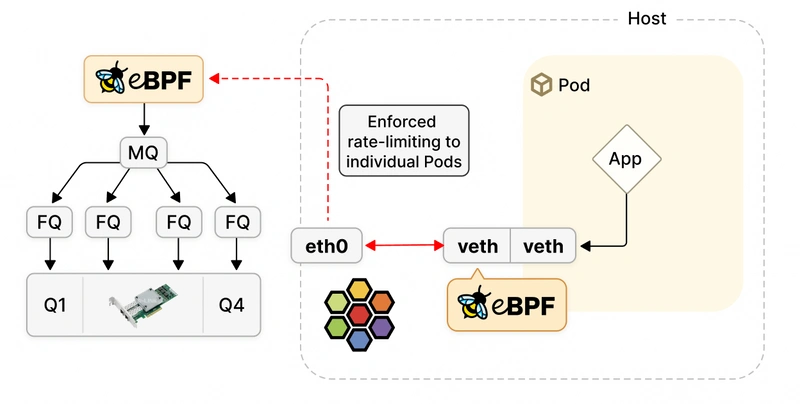 Host
eBPF
Pod
Enforced
rate-limiting to
individual Pods
MQ
App
FQ FQ FQ FQ
eth0
veth veth
Q1 Q4
eBPF